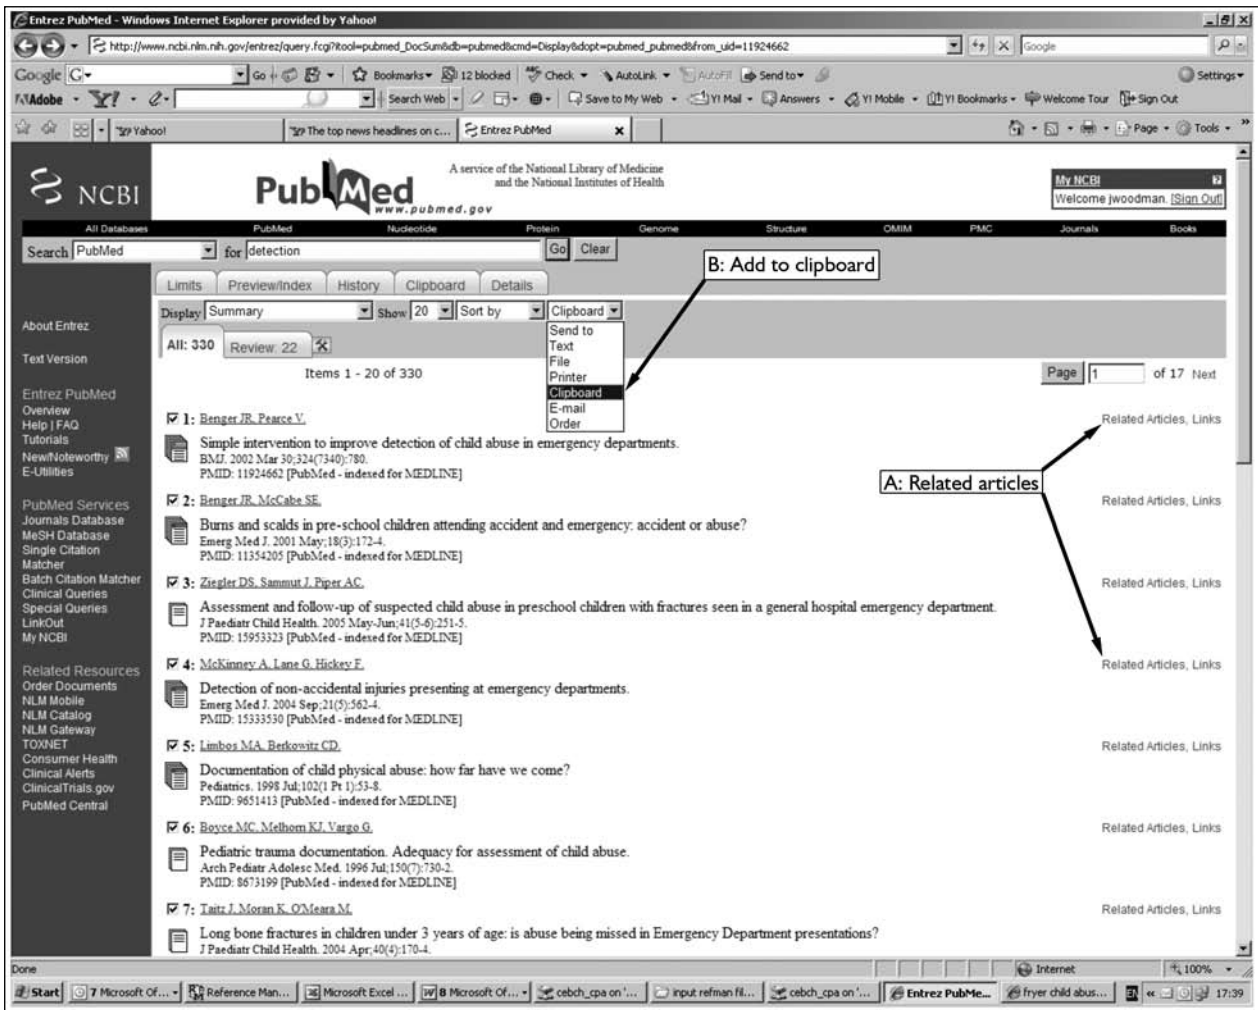 Entrez PubMed - Windows Internet Explorer provided by Yahoo!
http://www.ncbi.nlm.nih.gov/entrez/query.fcgi?itool=pubmed_DocSum&db=pubmed&cmd=Display&dopt=pubmed_pubmed&from_uid=11924662
Google
Google G Go Bookmarks 12 blocked Check AutoLink AutoFill Send to Settings
Adobe Y! Search Web Save to My Web Y! Mail Answers Y! Mobile Y! Bookmarks Welcome Tour Sign Out
Yahoo! The top news headlines on c... Entrez PubMed Page Tools
NCBI
PubMed
www.pubmed.gov
A service of the National Library of Medicine
and the National Institutes of Health
My NCBI
Welcome jwoodman. [Sign Out]
All Databases PubMed Nucleotide Protein Genome Structure OMIM PMC Journals Books
Search PubMed for detection Go Clear
B: Add to clipboard
Limits Preview/Index History Clipboard Details
Display Summary Show 20 Sort by Clipboard
Send to
Text
File
Printer
Clipboard
E-mail
Order
All: 330 Review: 22
Items 1 - 20 of 330
Page 1 of 17 Next
About Entrez
Text Version
Entrez PubMed
Overview
Help | FAQ
Tutorials
New/Noteworthy
E-Utilities
PubMed Services
Journals Database
MeSH Database
Single Citation
Matcher
Batch Citation Matcher
Clinical Queries
Special Queries
LinkOut
My NCBI
Related Resources
Order Documents
NLM Mobile
NLM Catalog
NLM Gateway
TOXNET
Consumer Health
Clinical Alerts
ClinicalTrials.gov
PubMed Central
1: Benger JR, Pearce V. Related Articles, Links
Simple intervention to improve detection of child abuse in emergency departments.
BMJ. 2002 Mar 30;324(7340):780.
PMID: 11924662 [PubMed - indexed for MEDLINE]
A: Related articles
2: Benger JR, McCabe SE. Related Articles, Links
Burns and scalds in pre-school children attending accident and emergency: accident or abuse?
Emerg Med J. 2001 May;18(3):172-4.
PMID: 11354205 [PubMed - indexed for MEDLINE]
3: Ziegler DS, Sammut J, Piper AC. Related Articles, Links
Assessment and follow-up of suspected child abuse in preschool children with fractures seen in a general hospital emergency department.
J Paediatr Child Health. 2005 May-Jun;41(5-6):251-5.
PMID: 15953323 [PubMed - indexed for MEDLINE]
4: McKinney A, Lane G, Hickey F. Related Articles, Links
Detection of non-accidental injuries presenting at emergency departments.
Emerg Med J. 2004 Sep;21(5):562-4.
PMID: 15333530 [PubMed - indexed for MEDLINE]
5: Limbos MA, Berkowitz CD. Related Articles, Links
Documentation of child physical abuse: how far have we come?
Pediatrics. 1998 Jul;102(1 Pt 1):53-8.
PMID: 9651413 [PubMed - indexed for MEDLINE]
6: Boyce MC, Melhorn KJ, Vargo G. Related Articles, Links
Pediatric trauma documentation. Adequacy for assessment of child abuse.
Arch Pediatr Adolesc Med. 1996 Jul;150(7):730-2.
PMID: 8673199 [PubMed - indexed for MEDLINE]
7: Taitz J, Moran K, O'Meara M. Related Articles, Links
Long bone fractures in children under 3 years of age: is abuse being missed in Emergency Department presentations?
J Paediatr Child Health. 2004 Apr;40(4):170-4.
Done Internet 100%
Start 7 Microsoft Of... Reference Man... Microsoft Excel ... 8 Microsoft Of... cebch_cpa on '... input refman fil... cebch_cpa on '... Entrez PubMe... fryer child abus... EN 17:39